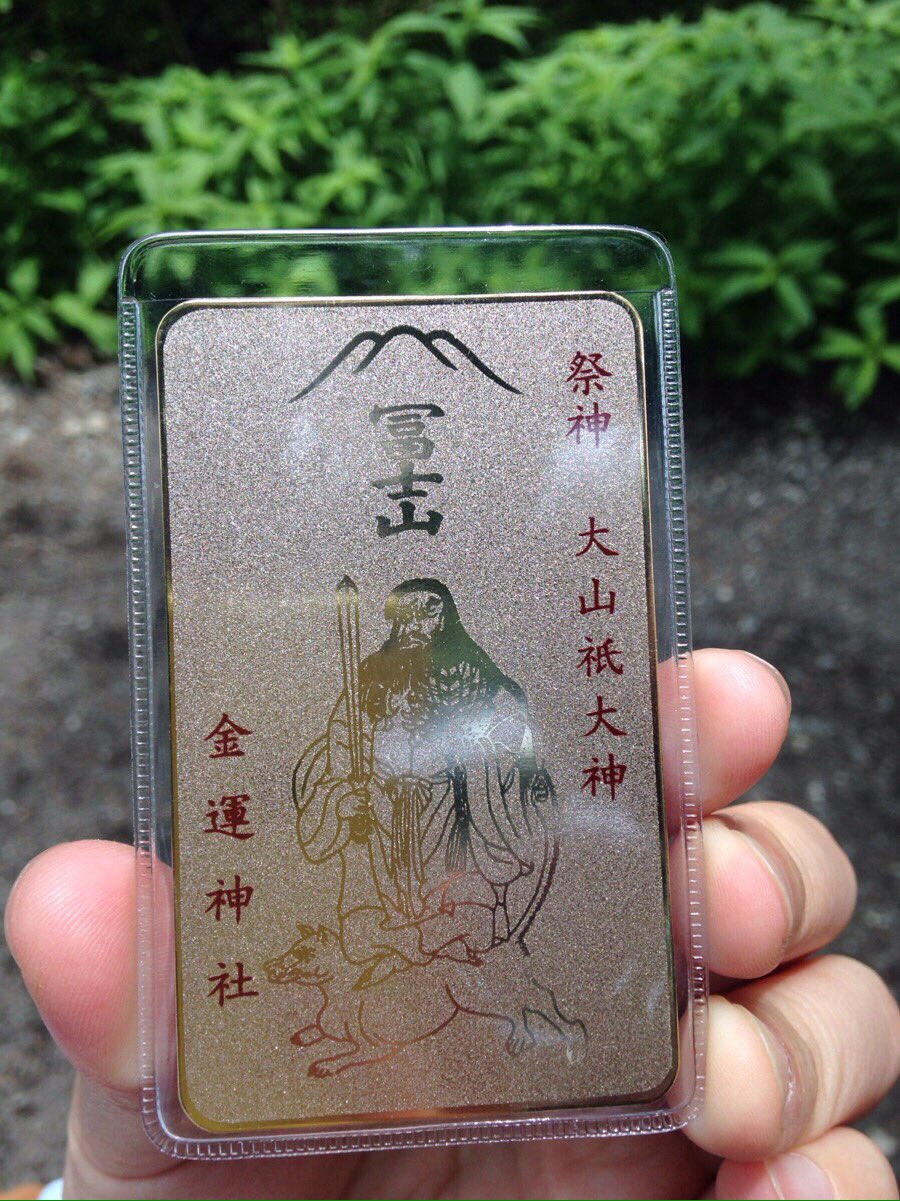 祭神 大山祇大神
冨士山
金運神社